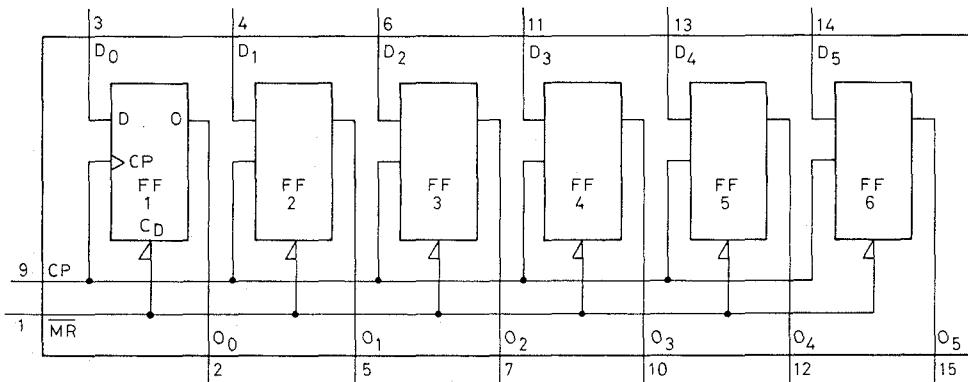 3 4 6 11 13 14
D0 D1 D2 D3 D4 D5
D O
CP
FF FF FF FF FF FF
1 2 3 4 5 6
CD
9 CP
1 MR
O0 O1 O2 O3 O4 O5
2 5 7 10 12 15